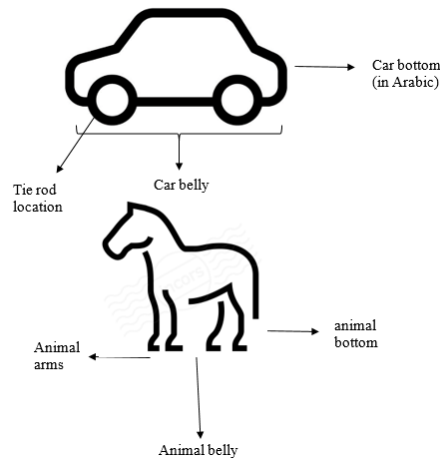 Car bottom
(in Arabic)
Car belly
Tie rod
location
animal
bottom
Animal
arms
Animal belly